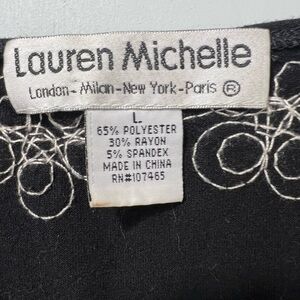 Lauren Michelle
London-Milan-New York-Paris ®
L
65% POLYESTER
30% RAYON
5% SPANDEX
MADE IN CHINA
RN#107465